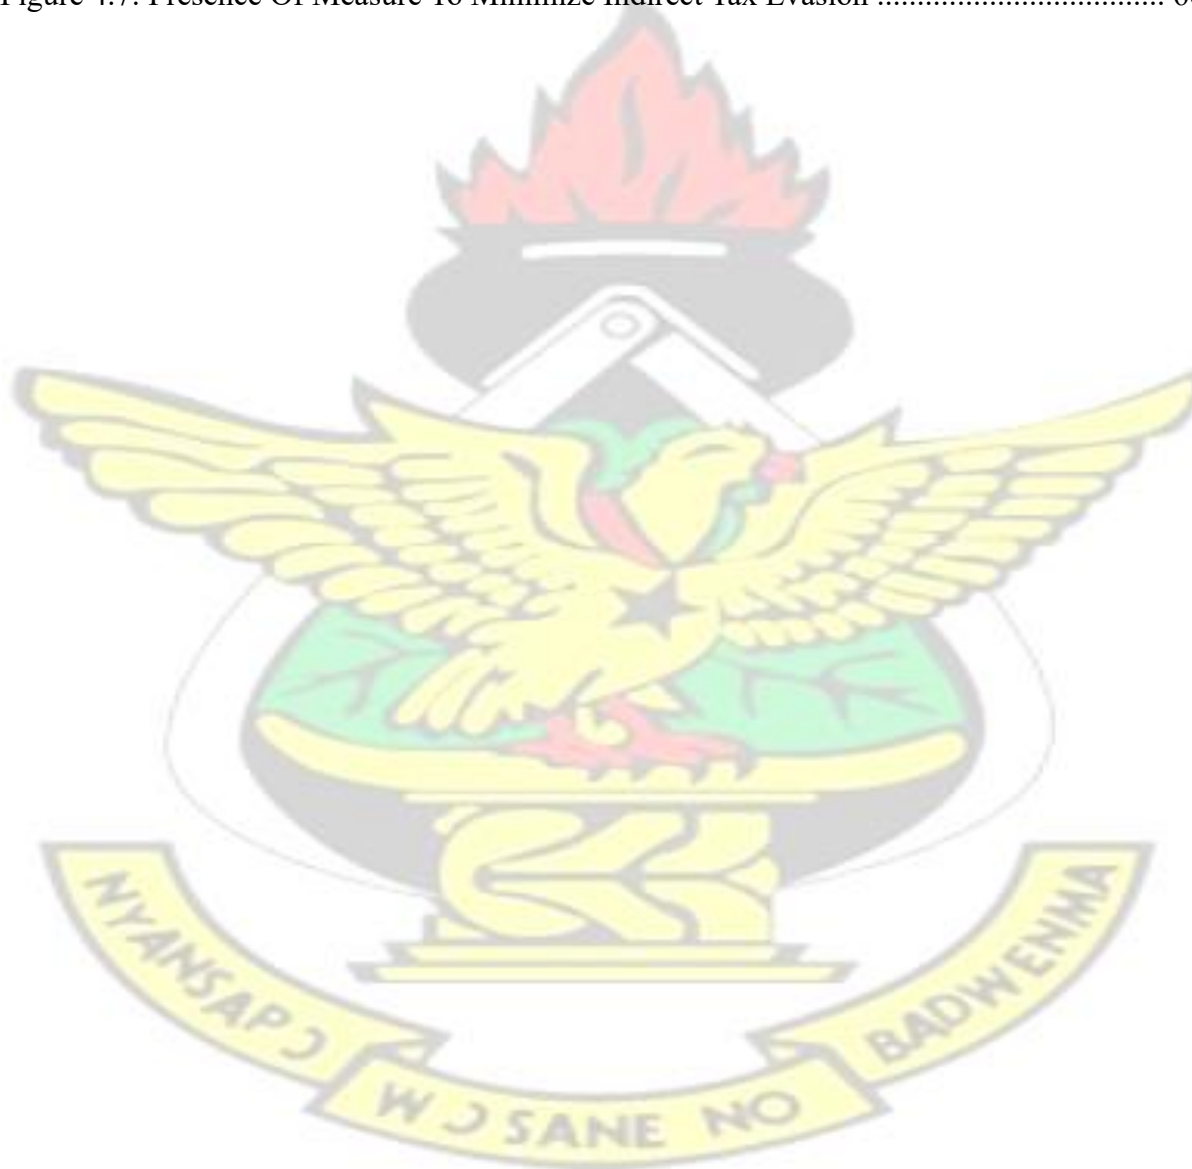 Figure 4.7: Presence Of Measure To Minimize Indirect Tax Evasion ....................................
NYANSAPƆ
WƆSANE NO
BADWENMA